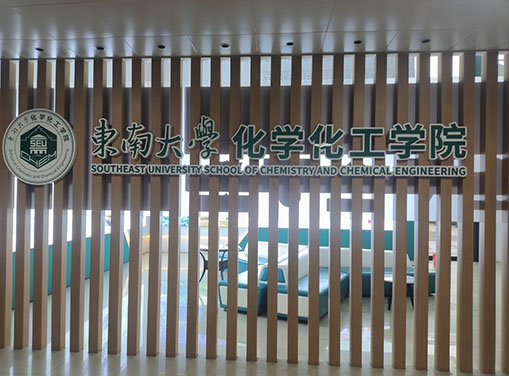 東南大學 化学化工学院
SOUTHEAST UNIVERSITY SCHOOL OF CHEMISTRY AND CHEMICAL ENGINEERING